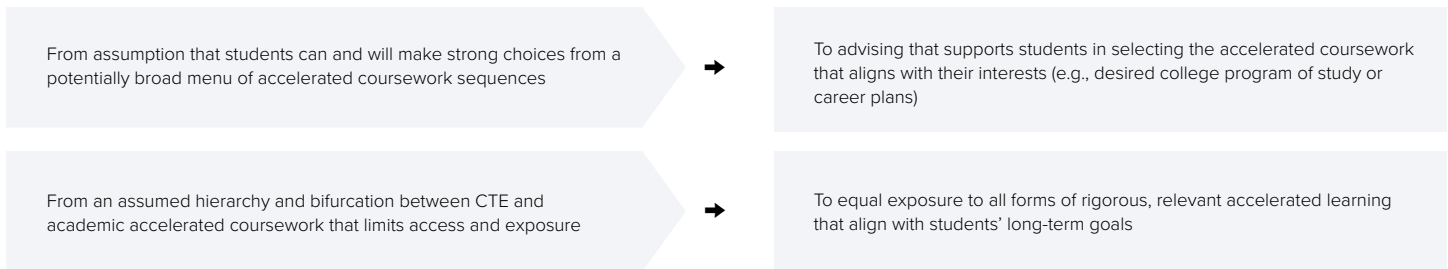 From assumption that students can and will make strong choices from a
potentially broad menu of accelerated coursework sequences
To advising that supports students in selecting the accelerated coursework
that aligns with their interests (e.g., desired college program of study or
career plans)
From an assumed hierarchy and bifurcation between CTE and
academic accelerated coursework that limits access and exposure
To equal exposure to all forms of rigorous, relevant accelerated learning
that align with students’ long-term goals